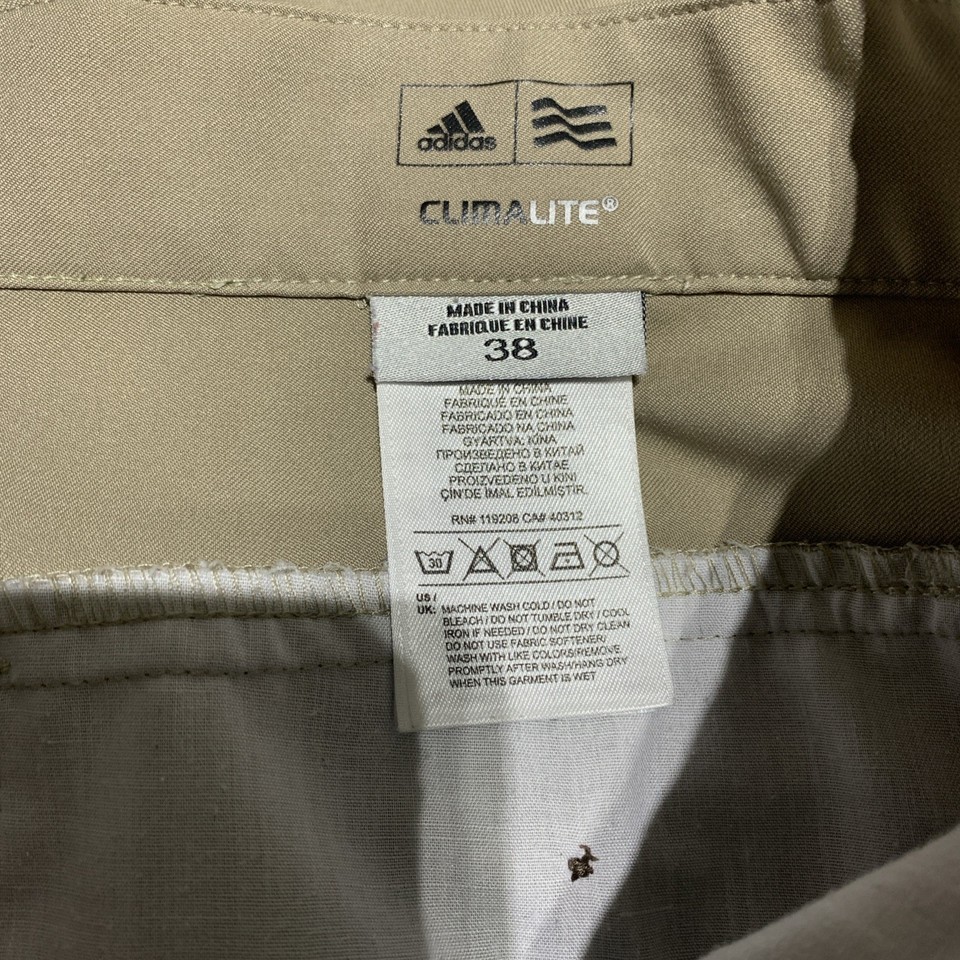 adidas
CLIMALITE®
MADE IN CHINA
FABRIQUE EN CHINE
38
MADE IN CHINA
FABRIQUÉ EN CHINE
FABRICADO EN CHINA
FABRICADO NA CHINA
GYÁRTVA: KÍNA
ПРОИЗВЕДЕНО В КИТАЙ
СДЕЛАНО В КИТАЕ
PROIZVEDENO U KINI
ÇİN'DE İMAL EDİLMİŞTİR.
RN# 119208 CA# 40312
30
US /
UK: MACHINE WASH COLD / DO NOT
BLEACH / DO NOT TUMBLE DRY / COOL
IRON IF NEEDED / DO NOT DRY CLEAN
DO NOT USE FABRIC SOFTENER/
WASH WITH LIKE COLORS/REMOVE
PROMPTLY AFTER WASH/HANG DRY
WHEN THIS GARMENT IS WET